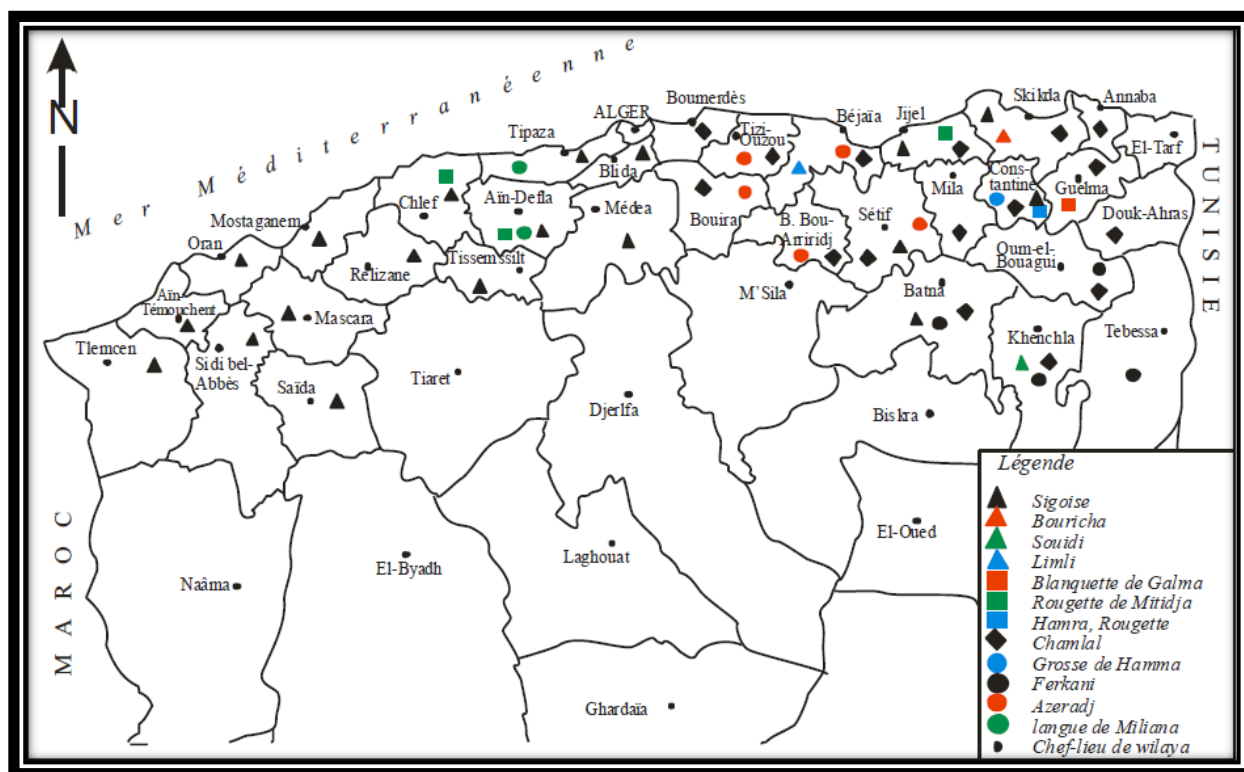 N
Mer Méditerranéenne
Skikda
Annaba
Boumerdès
Jijel
ALGER
Béjaïa
Tipaza
Tizi-
Ouzou
El-Tarf
TUNISIE
Blida
Mila
Cons-
tantine
Guelma
Chlef
Aïn-Defla
Médea
Mostaganem
Bouira
B. Bou-
Arriridj
Sétif
Douk-Ahras
Oran
Rélizane
Tissemssilt
Oum-el-
Bouagui
Aïn-
Témouchent
Mascara
M'Sila
Batna
Tlemcen
Sidi bel-
Abbès
Khenchla
Tebessa
Saïda
Tiaret
Djerlfa
Biskra
MAROC
Naâma
El-Byadh
Laghouat
El-Oued
Ghardaïa
Légende
Sigoise
Bouricha
Souidi
Limli
Blanquette de Galma
Rougette de Mitidja
Hamra, Rougette
Chamlal
Grosse de Hamma
Ferkani
Azeradj
langue de Miliana
Chef-lieu de wilaya